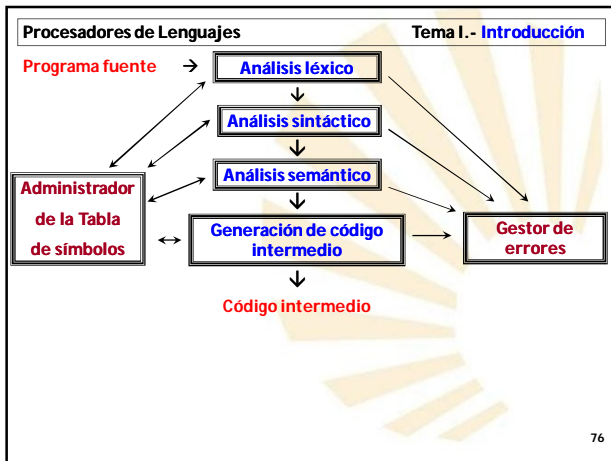 Procesadores de Lenguajes Tema I.- Introducción
Programa fuente → Análisis léxico
Análisis sintáctico
Análisis semántico
Administrador
de la Tabla
de símbolos
Generación de código
intermedio
Gestor de
errores
Código intermedio
76